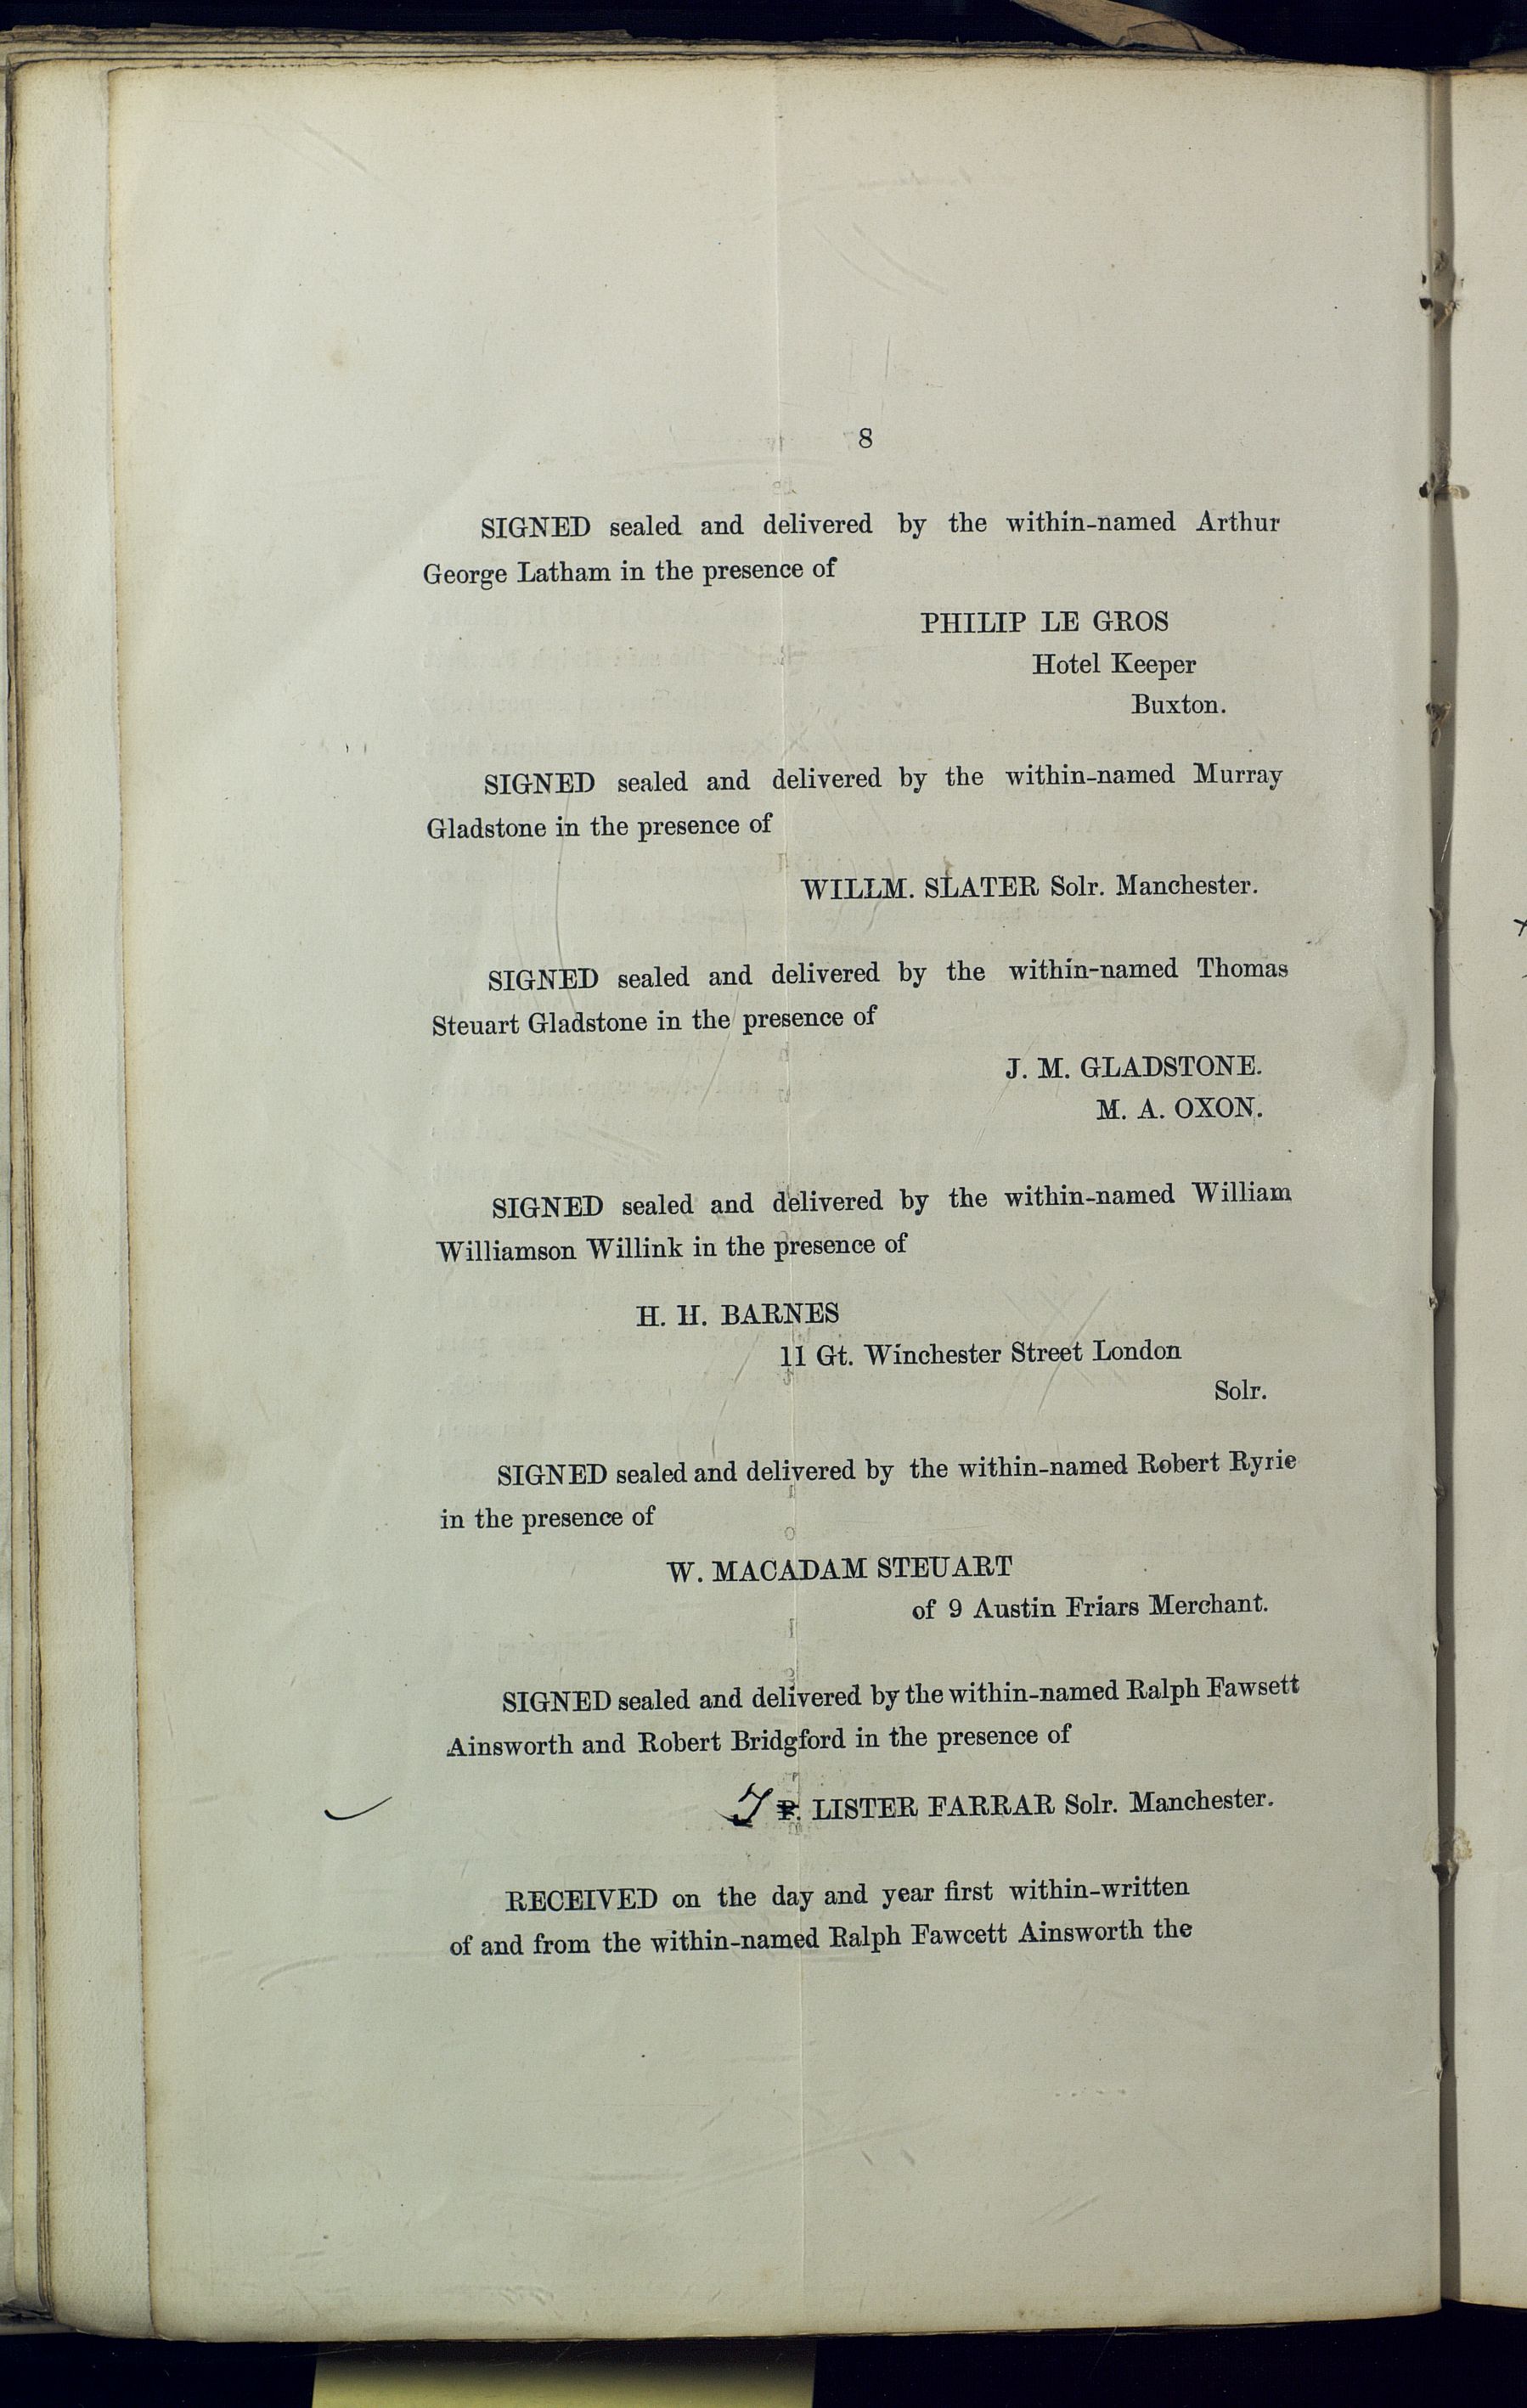 8
SIGNED sealed and delivered by the within-named Arthur
George Latham in the presence of
PHILIP LE GROS
Hotel Keeper
Buxton.
SIGNED sealed and delivered by the within-named Murray
Gladstone in the presence of
WILLM. SLATER Solr. Manchester.
SIGNED sealed and delivered by the within-named Thomas
Steuart Gladstone in the presence of
J. M. GLADSTONE.
M. A. OXON.
SIGNED sealed and delivered by the within-named William
Williamson Willink in the presence of
H. H. BARNES
11 Gt. Winchester Street London
Solr.
SIGNED sealed and delivered by the within-named Robert Ryrie
in the presence of
W. MACADAM STEUART
of 9 Austin Friars Merchant.
SIGNED sealed and delivered by the within-named Ralph Fawsett
Ainsworth and Robert Bridgford in the presence of
P. LISTER FARRAR Solr. Manchester.
RECEIVED on the day and year first within-written
of and from the within-named Ralph Fawcett Ainsworth the